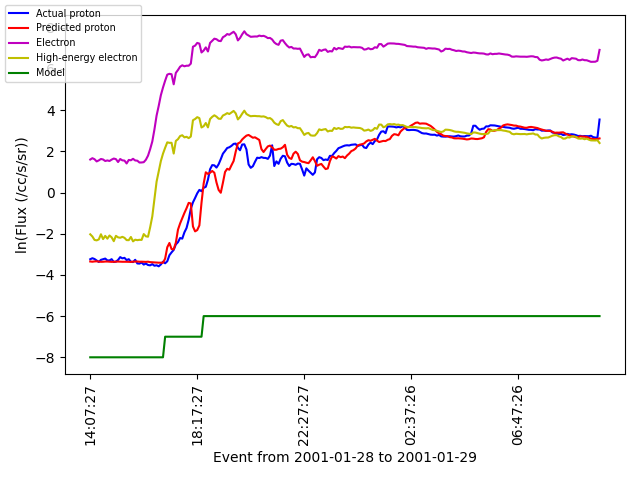 Actual proton
Predicted proton
Electron
High-energy electron
Model
4
2
0
−2
−4
−6
−8
ln(Flux (/cc/s/sr))
14:07:27
18:17:27
22:27:27
02:37:26
06:47:26
Event from 2001-01-28 to 2001-01-29